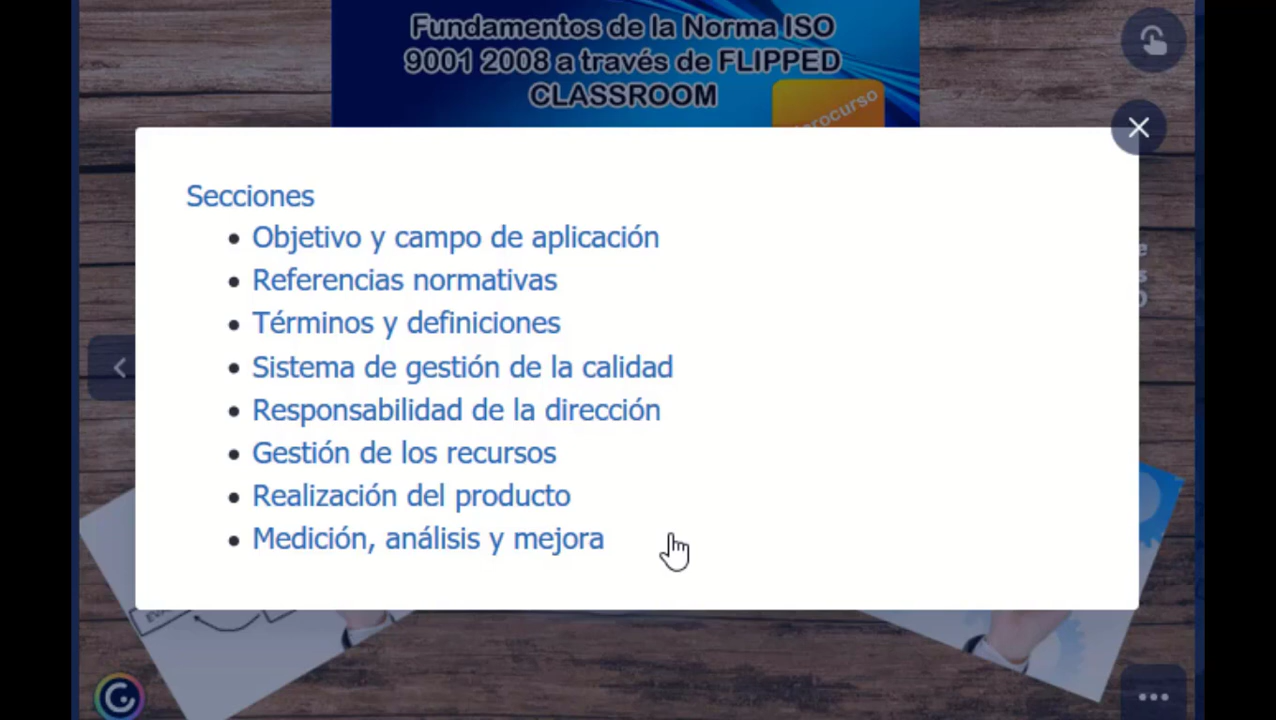 Fundamentos de la Norma ISO
9001 2008 a través de FLIPPED
CLASSROOM
Secciones
• Objetivo y campo de aplicación
• Referencias normativas
• Términos y definiciones
• Sistema de gestión de la calidad
• Responsabilidad de la dirección
• Gestión de los recursos
• Realización del producto
• Medición, análisis y mejora